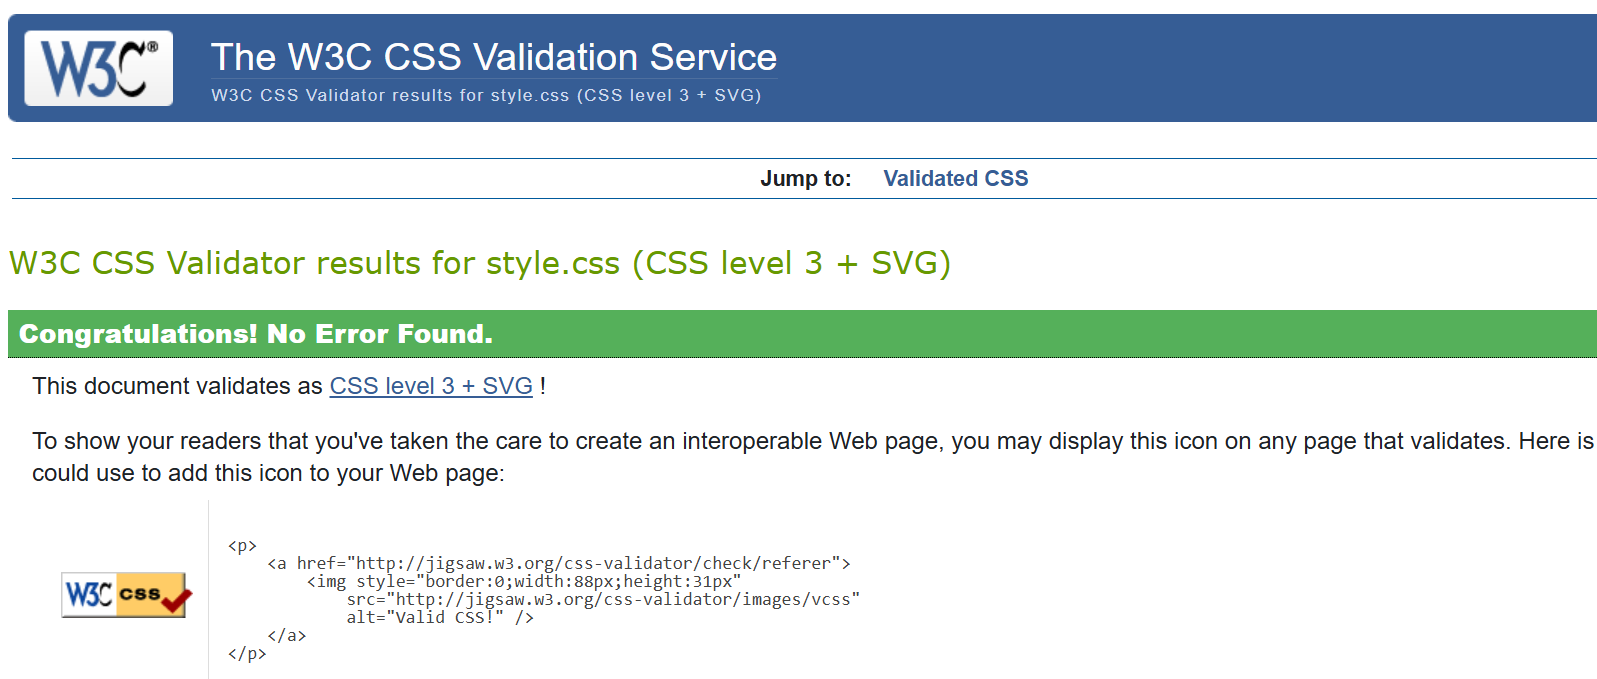 W3C®
The W3C CSS Validation Service
W3C CSS Validator results for style.css (CSS level 3 + SVG)
Jump to: Validated CSS
W3C CSS Validator results for style.css (CSS level 3 + SVG)
Congratulations! No Error Found.
This document validates as CSS level 3 + SVG !
To show your readers that you've taken the care to create an interoperable Web page, you may display this icon on any page that validates. Here is
could use to add this icon to your Web page:
W3C css
<p>
    <a href="http://jigsaw.w3.org/css-validator/check/referer">
        <img style="border:0;width:88px;height:31px"
            src="http://jigsaw.w3.org/css-validator/images/vcss"
            alt="Valid CSS!" />
    </a>
</p>